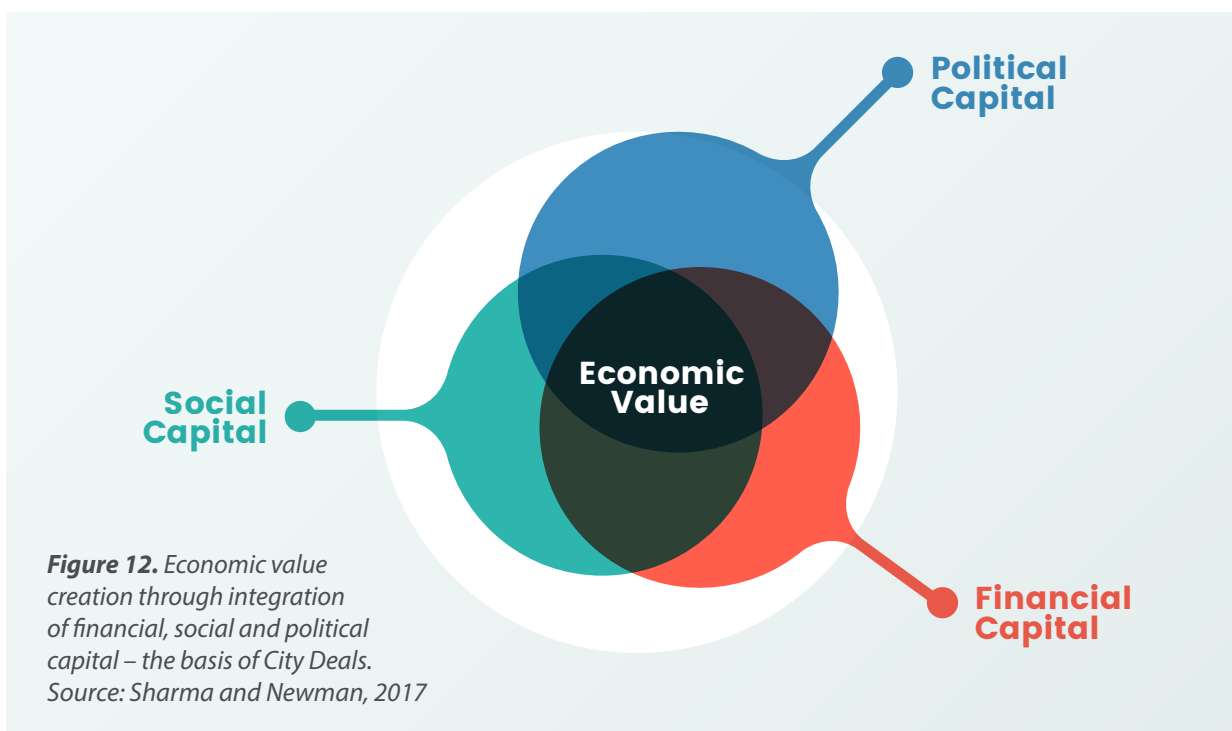 Political
Capital
Economic
Value
Social
Capital
Figure 12. Economic value
creation through integration
of financial, social and political
capital – the basis of City Deals.
Source: Sharma and Newman, 2017
Financial
Capital